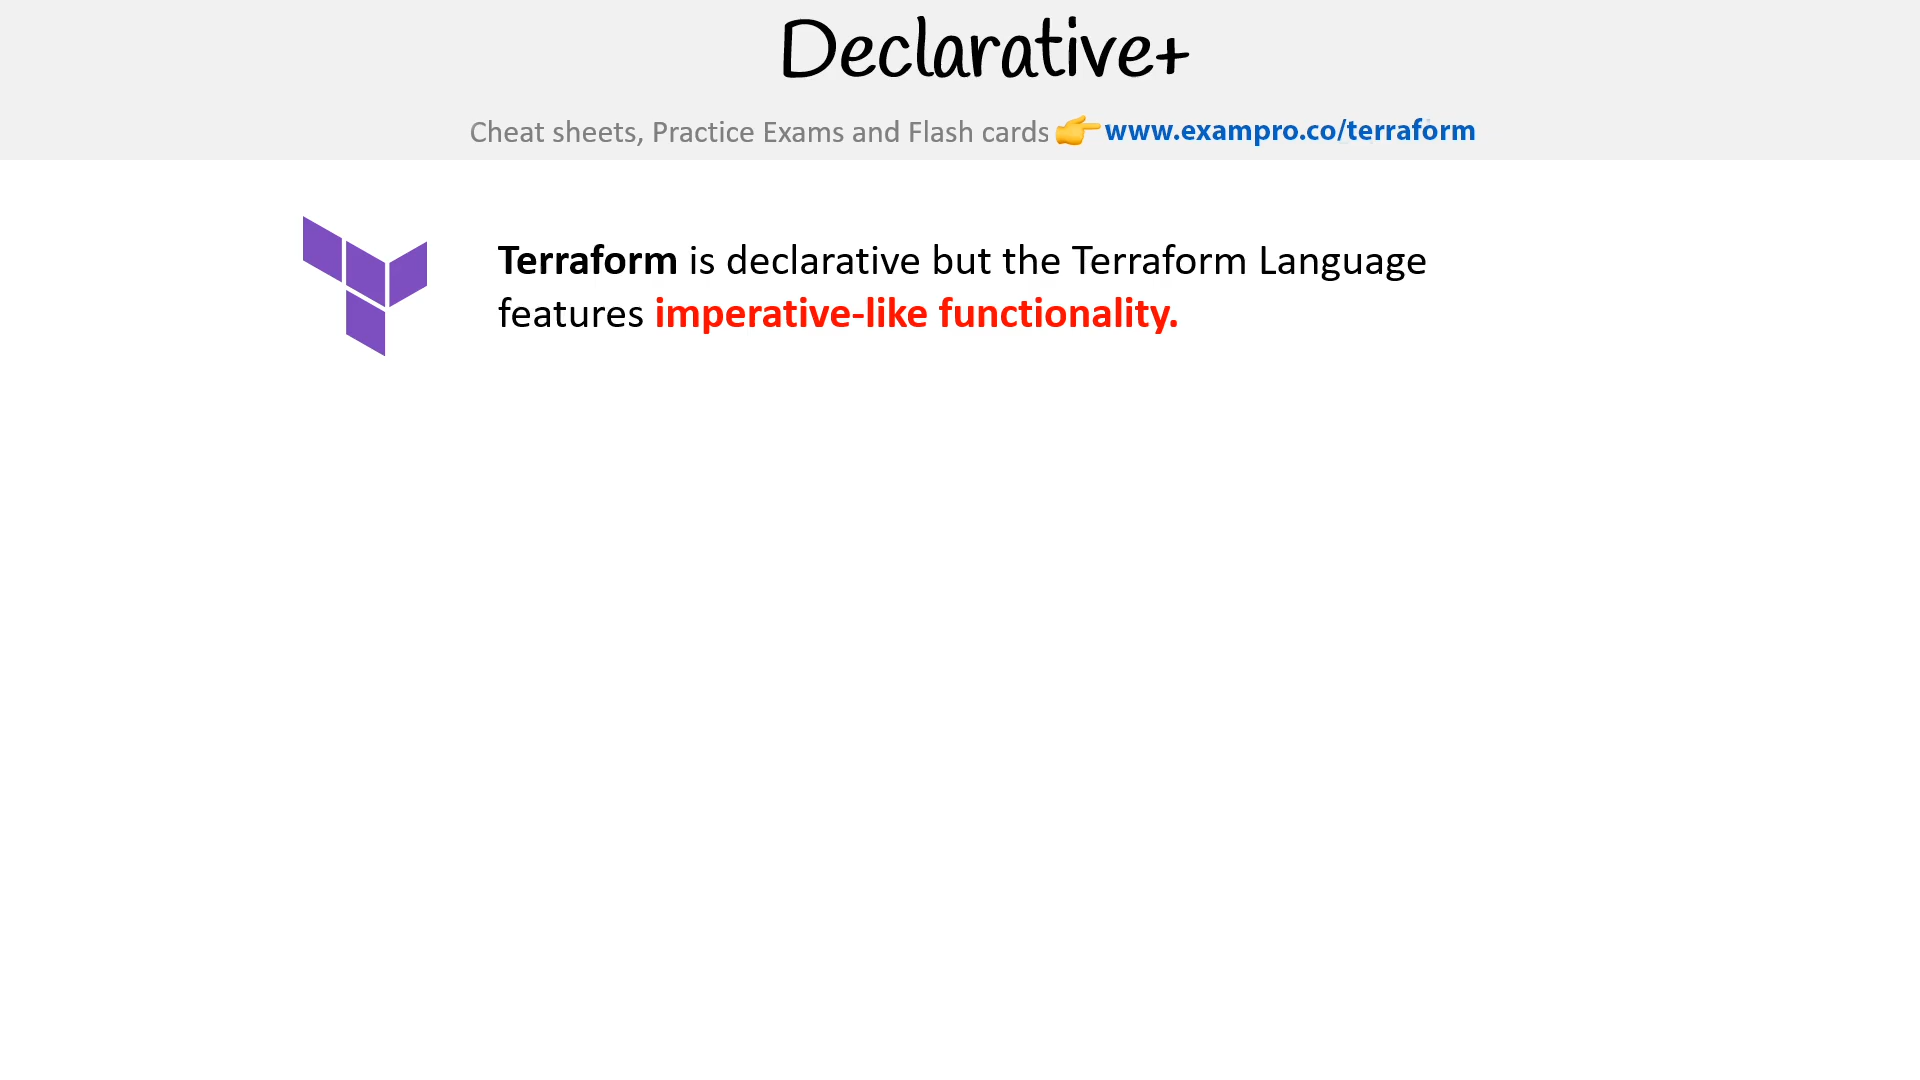 Declarative+
Cheat sheets, Practice Exams and Flash cards 👉www.exampro.co/terraform
Terraform is declarative but the Terraform Language
features imperative-like functionality.